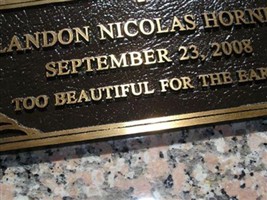 LANDON NICOLAS HORN
SEPTEMBER 23, 2008
TOO BEAUTIFUL FOR THE EAR